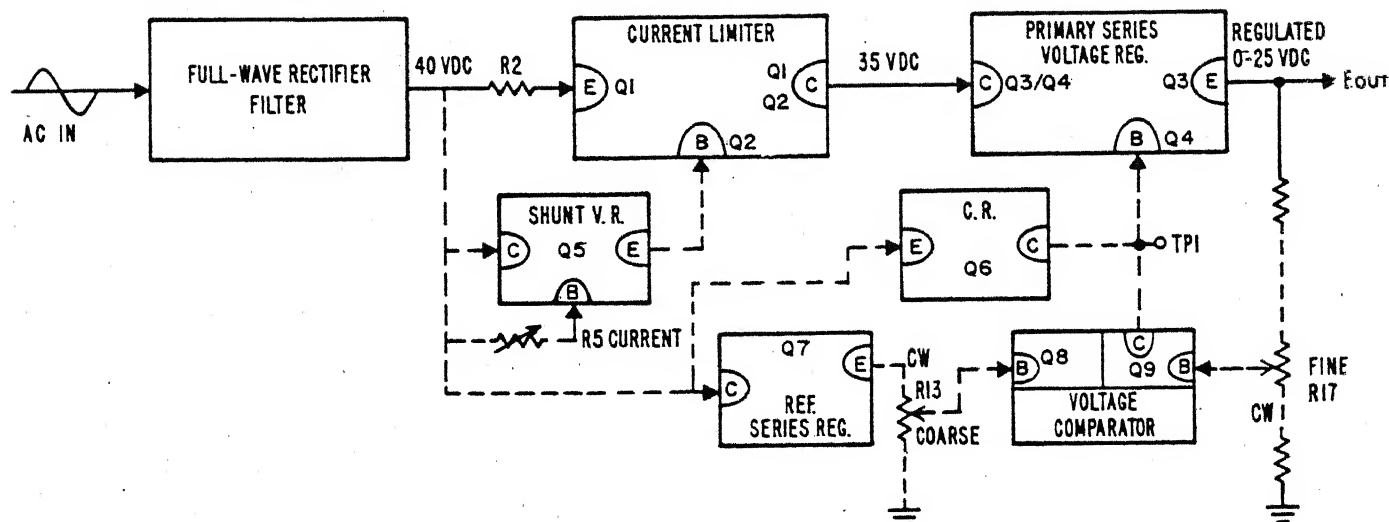 AC IN
FULL-WAVE RECTIFIER
FILTER
40 VDC
R2
CURRENT LIMITER
E
Q1
Q1
Q2
C
B
Q2
35 VDC
PRIMARY SERIES
VOLTAGE REG.
C
Q3/Q4
Q3
E
B
Q4
REGULATED
0-25 VDC
EOUT
SHUNT V.R.
C
Q5
E
B
R5 CURRENT
C.R.
E
C
Q6
TP1
Q7
E
C
REF.
SERIES REG.
CW
R13
COARSE
B
Q8
C
Q9
B
VOLTAGE
COMPARATOR
FINE
R17
CW